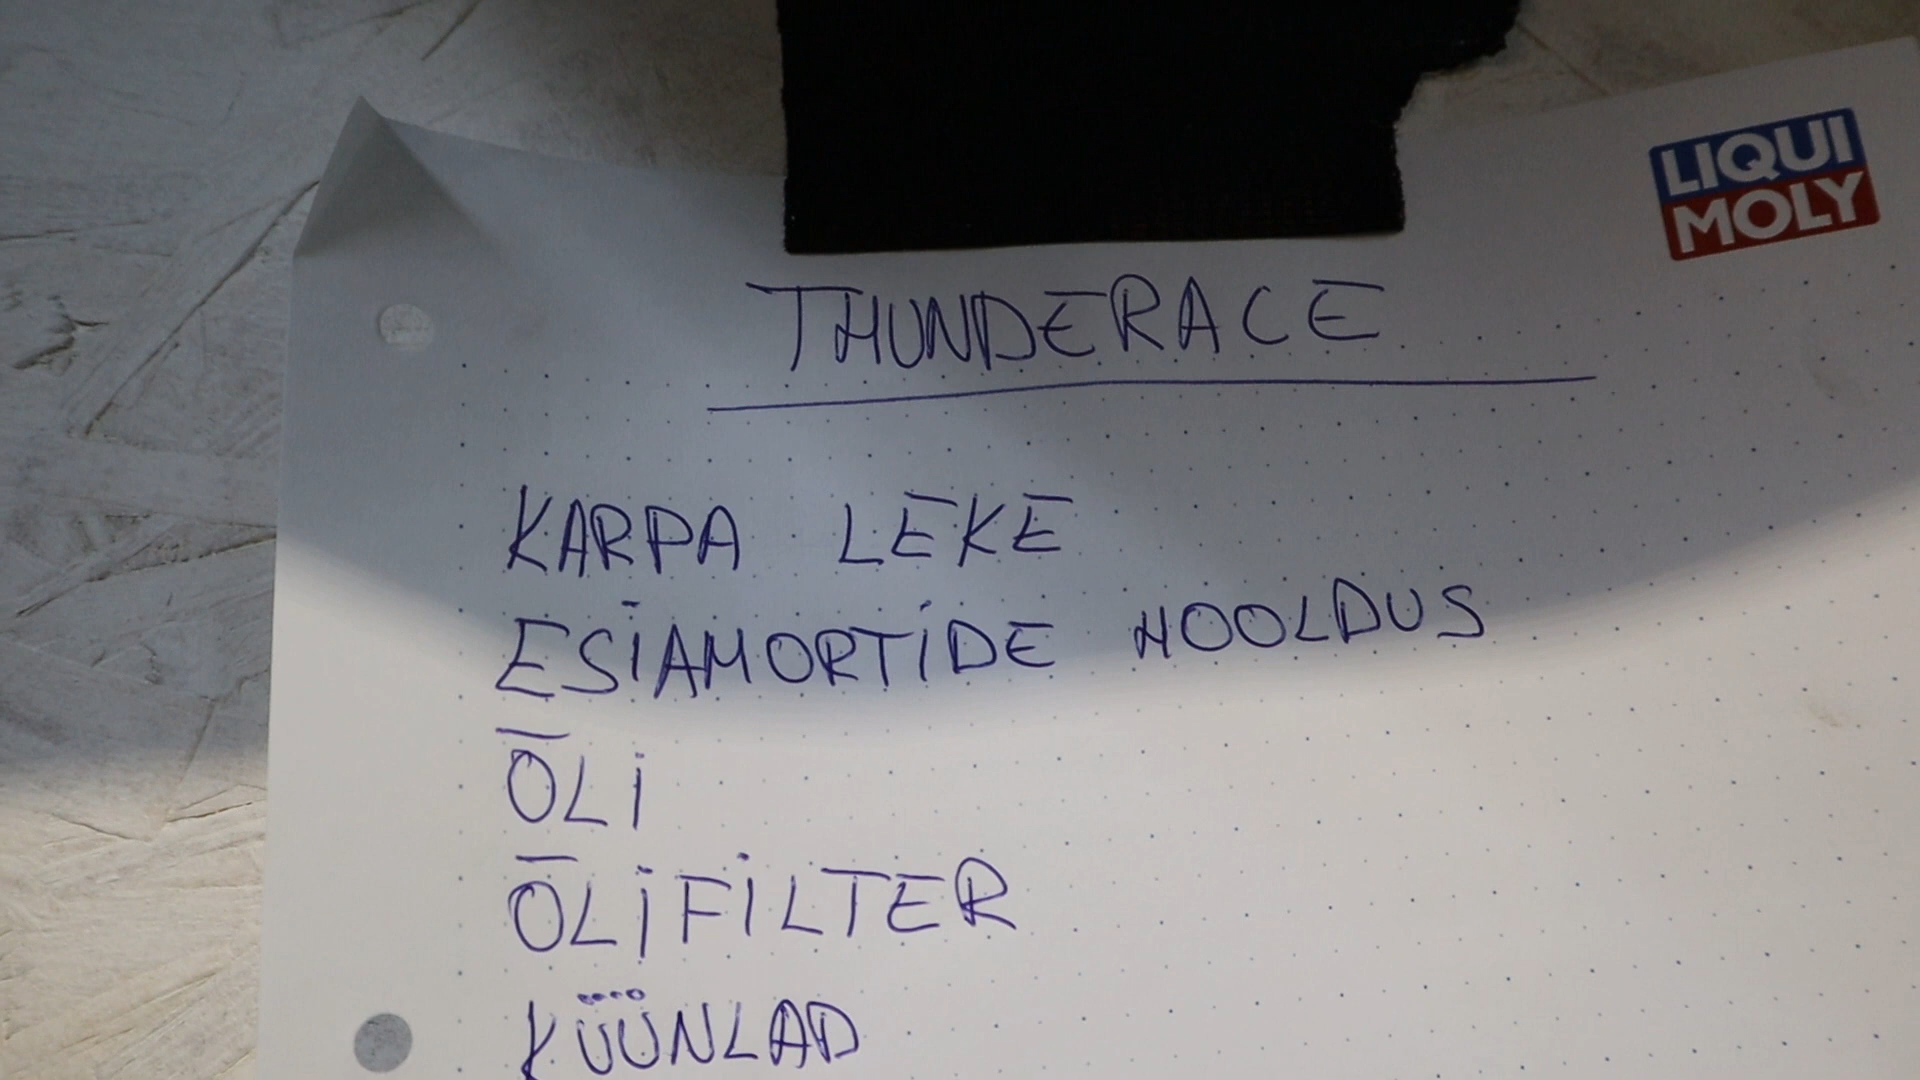 LIQUI
MOLY
THUNDERACE
KARPA LEKE
ESIAMORTIDE HOOLDUS
ÕLI
ÕLIFILTER
KÜÜNLAD